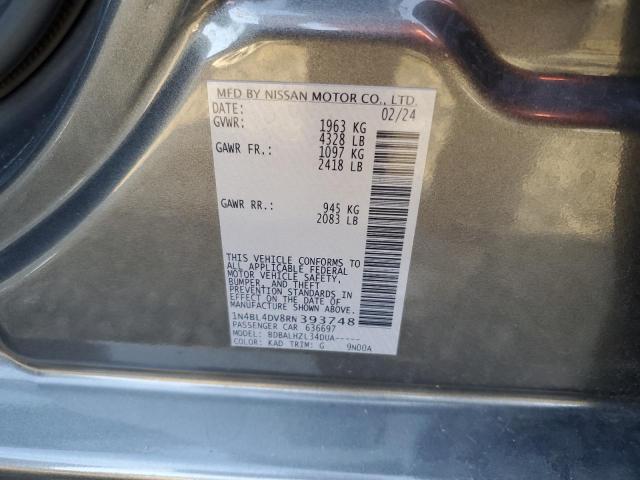 MFD BY NISSAN MOTOR CO., LTD.
DATE: 02/24
GVWR: 1963 KG
4328 LB
GAWR FR.: 1097 KG
2418 LB
GAWR RR.: 945 KG
2083 LB
THIS VEHICLE CONFORMS TO
ALL APPLICABLE FEDERAL
MOTOR VEHICLE SAFETY,
BUMPER, AND THEFT
PREVENTION STANDARDS
IN EFFECT ON THE DATE OF
MANUFACTURE SHOWN ABOVE.
1N4BL4DV8RN393748
PASSENGER CAR 636697
MODEL: BDBALHZL34DUA-----
COLOR: KAD TRIM: G 9N00A